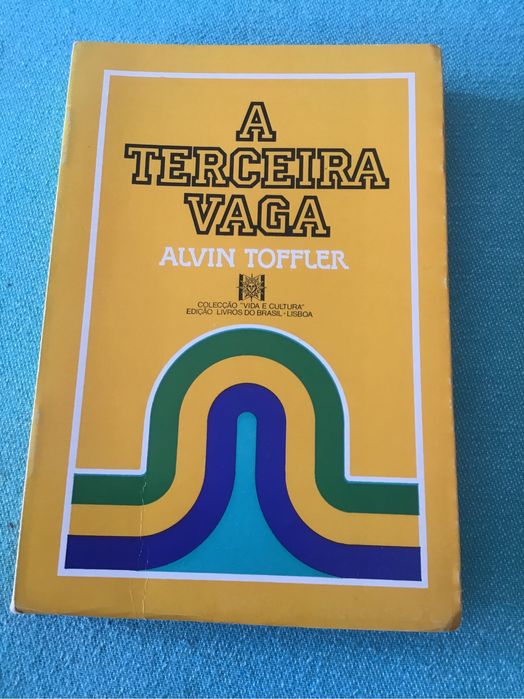 A
TERCEIRA
VAGA
ALVIN TOFFLER
COLECÇÃO "VIDA E CULTURA"
EDIÇÃO LIVROS DO BRASIL - LISBOA